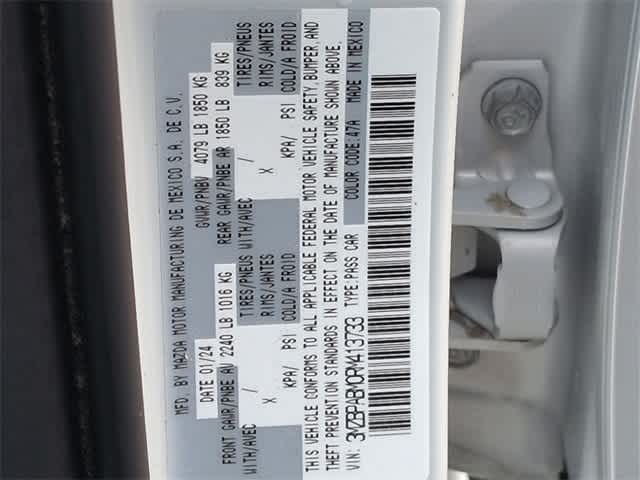 MFD. BY MAZDA MOTOR MANUFACTURING DE MEXICO S.A. DE C.V.
DATE 01/24 GVWR/PNBV 4079 LB 1850 KG
FRONT GAWR/PNBE AV 2240 LB 1016 KG REAR GAWR/PNBE AR 1850 LB 839 KG
WITH/AVEC TIRES/PNEUS WITH/AVEC TIRES/PNEUS
X / RIMS/JANTES X / RIMS/JANTES
KPA/ PSI COLD/A FROID KPA/ PSI COLD/A FROID
THIS VEHICLE CONFORMS TO ALL APPLICABLE FEDERAL MOTOR VEHICLE SAFETY, BUMPER, AND
THEFT PREVENTION STANDARDS IN EFFECT ON THE DATE OF MANUFACTURE SHOWN ABOVE.
VIN: 3MZBPABM0RM413733 TYPE:PASS CAR COLOR CODE:47A MADE IN MEXICO